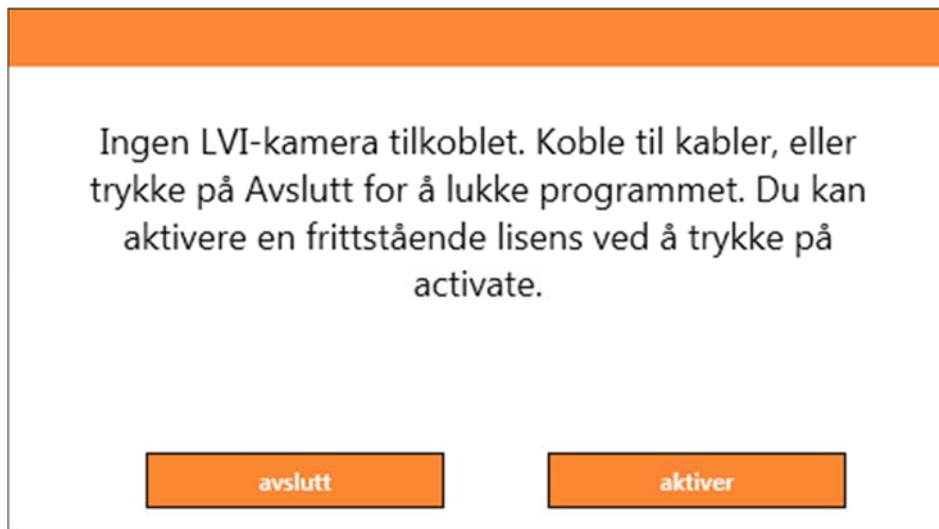 Ingen LVI-kamera tilkoblet. Koble til kabler, eller
trykke på Avslutt for å lukke programmet. Du kan
aktivere en frittstående lisens ved å trykke på
activate.
avslutt
aktiver